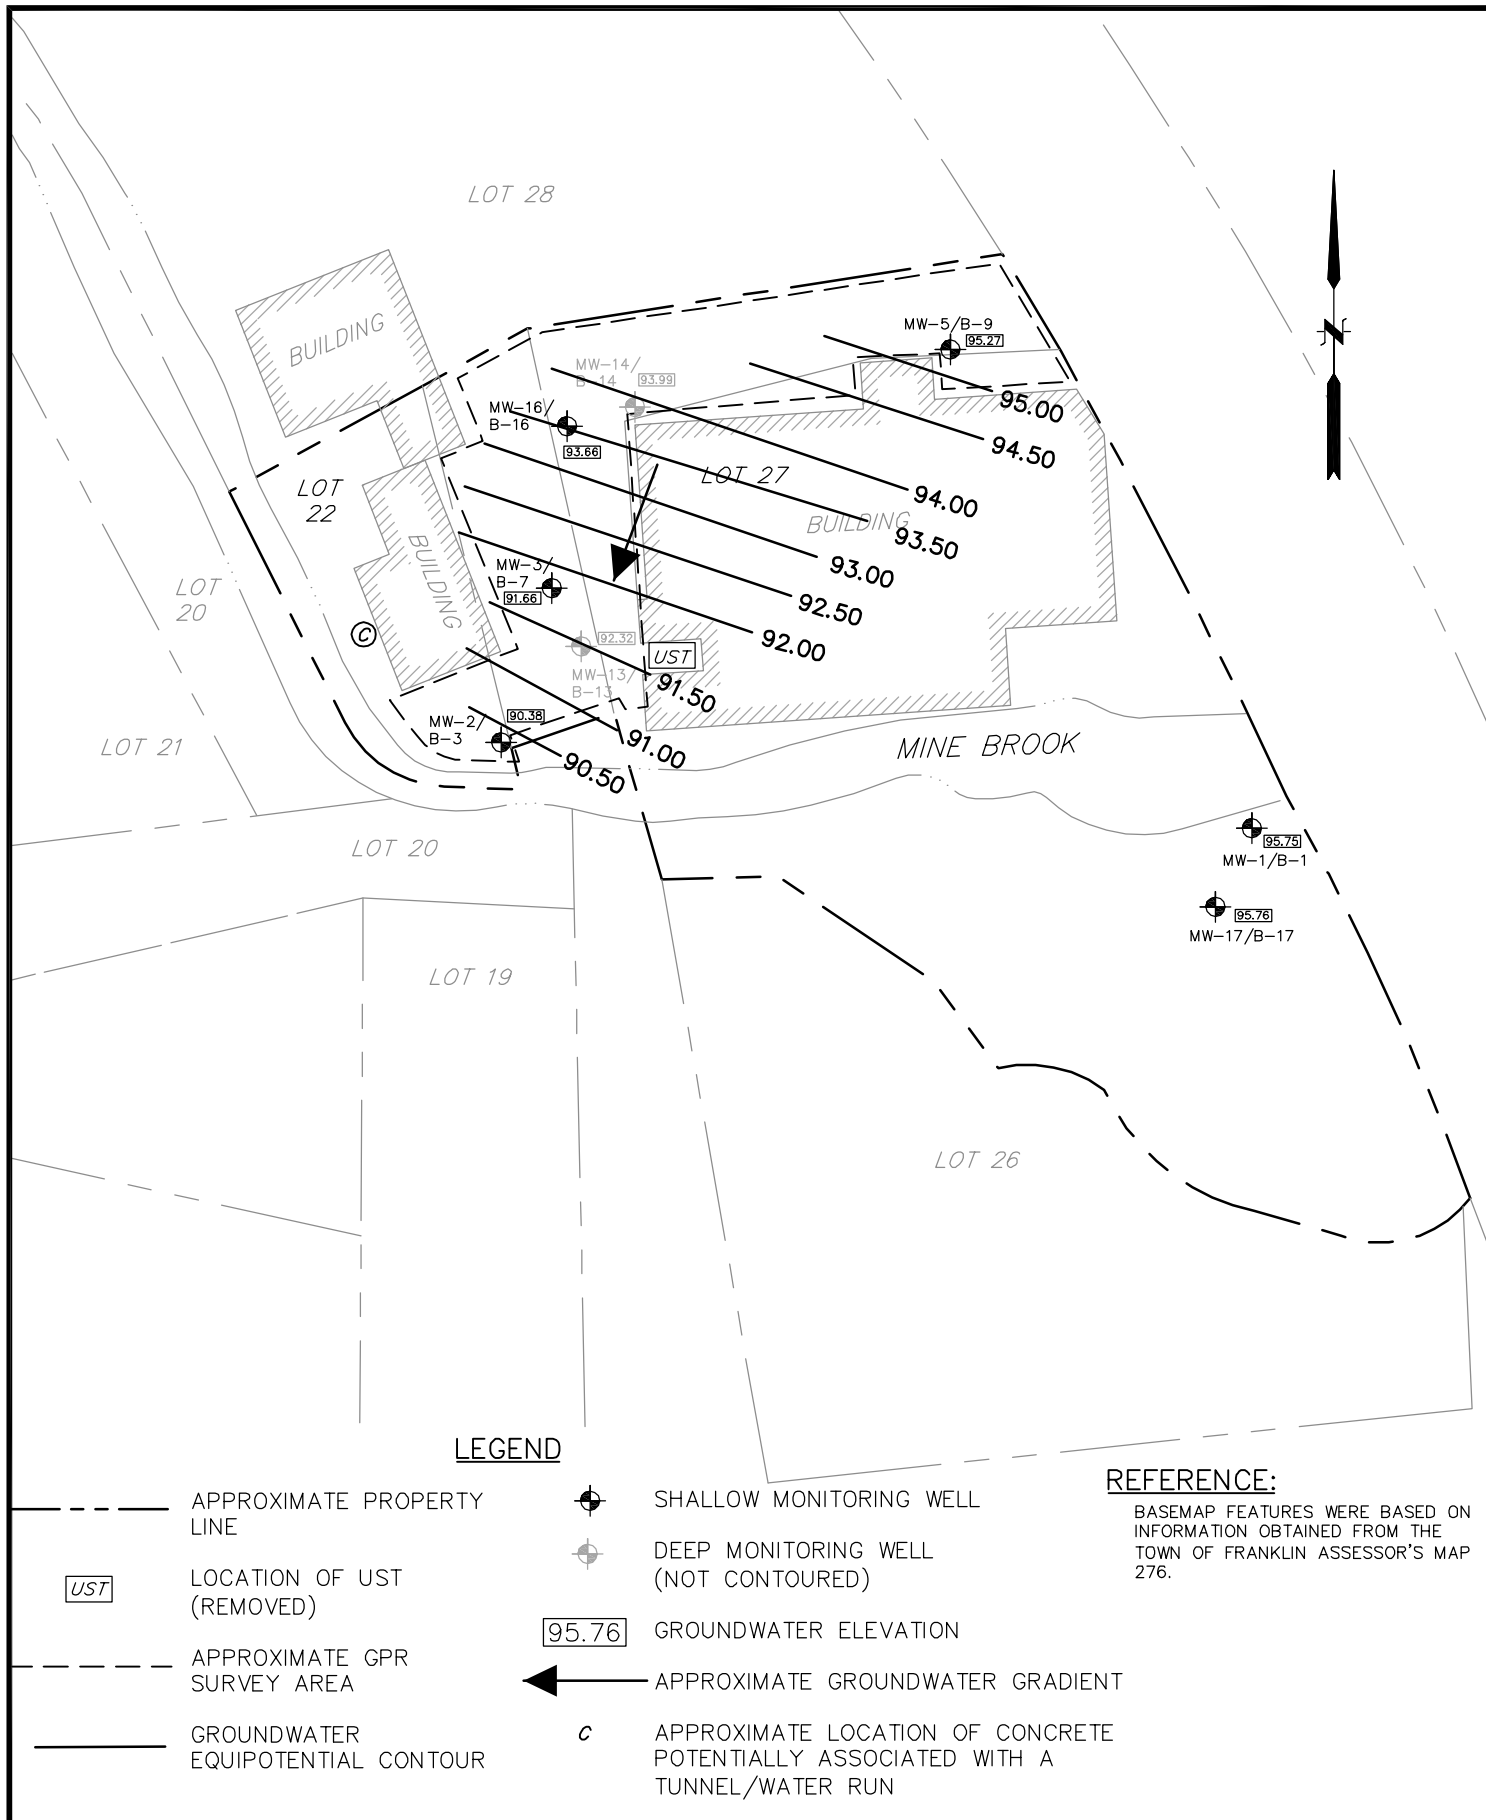 LOT 28
BUILDING
MW-5/B-9
95.27
MW-14/
B-14
93.99
MW-16/
B-16
93.66
95.00
94.50
LOT 27
LOT
22
94.00
BUILDING
93.50
93.00
BUILDING
MW-3/
B-7
91.66
92.50
LOT
20
C
92.32
92.00
UST
MW-13/
B-13
91.50
MW-2/
B-3
90.38
91.00
90.50
LOT 21
MINE BROOK
N
95.75
MW-1/B-1
LOT 20
95.76
MW-17/B-17
LOT 19
LOT 26
LEGEND
APPROXIMATE PROPERTY
LINE
UST
LOCATION OF UST
(REMOVED)
APPROXIMATE GPR
SURVEY AREA
GROUNDWATER
EQUIPOTENTIAL CONTOUR
SHALLOW MONITORING WELL
DEEP MONITORING WELL
(NOT CONTOURED)
95.76
GROUNDWATER ELEVATION
APPROXIMATE GROUNDWATER GRADIENT
C
APPROXIMATE LOCATION OF CONCRETE
POTENTIALLY ASSOCIATED WITH A
TUNNEL/WATER RUN
REFERENCE:
BASEMAP FEATURES WERE BASED ON
INFORMATION OBTAINED FROM THE
TOWN OF FRANKLIN ASSESSOR'S MAP
276.